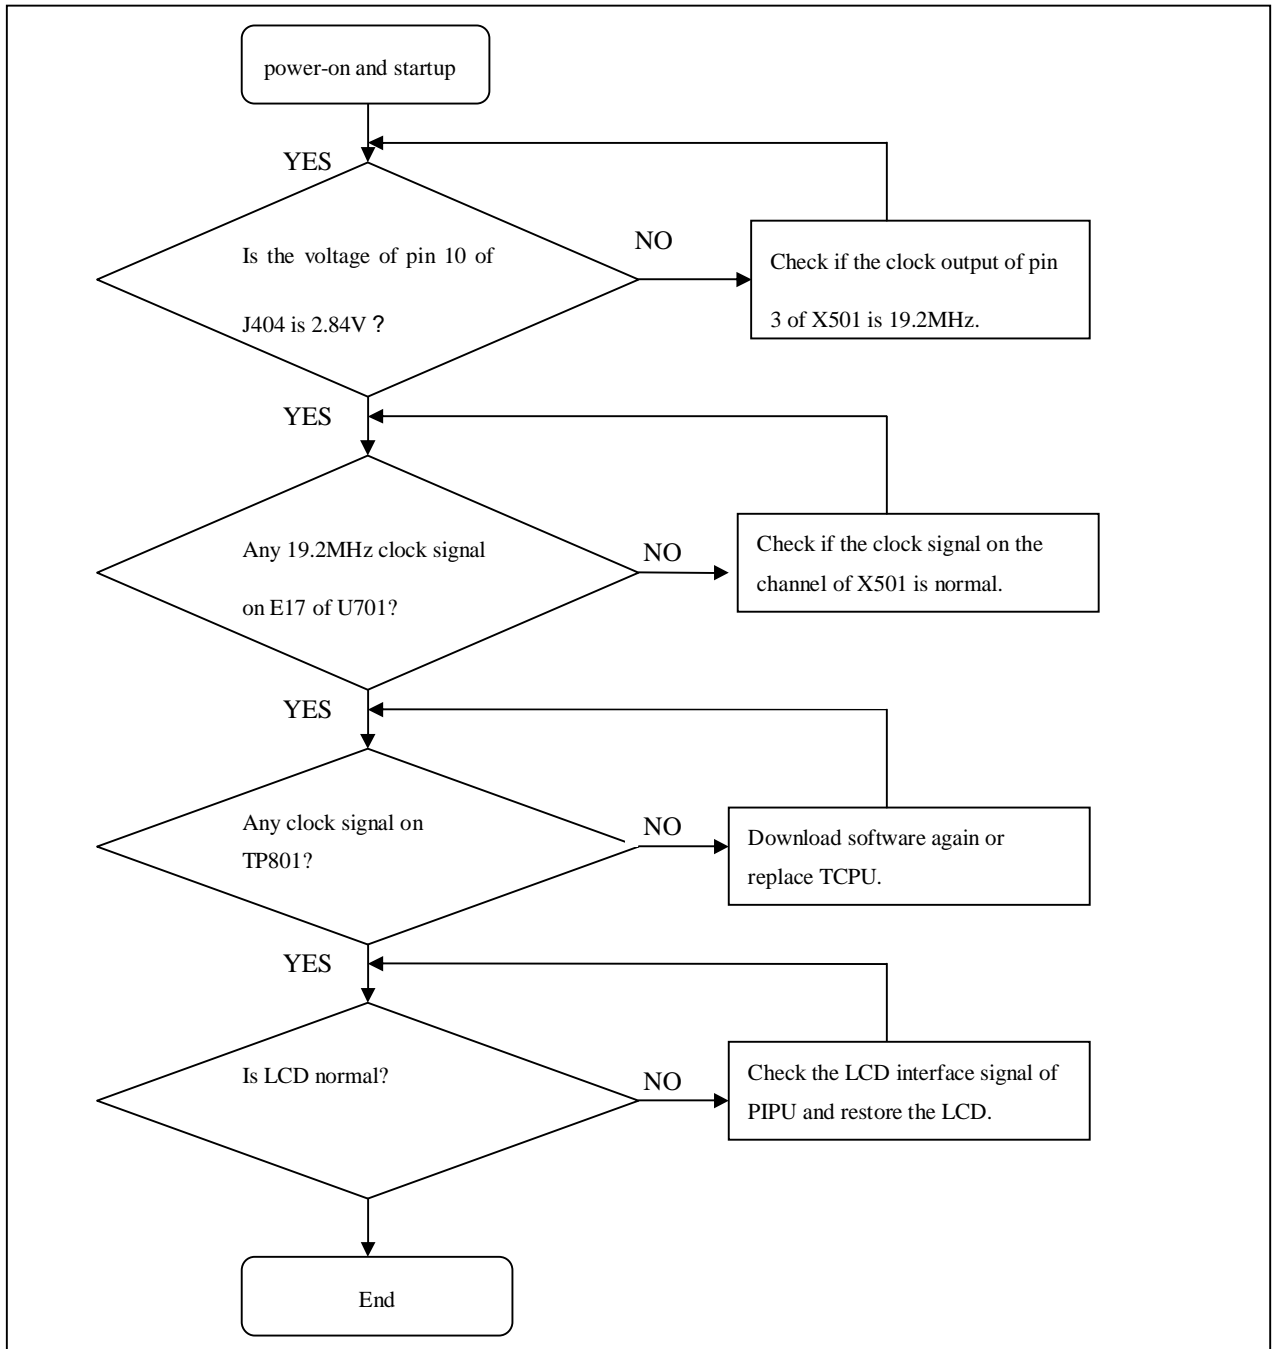 power-on and startup
YES
Is the voltage of pin 10 of
J404 is 2.84V？
NO
Check if the clock output of pin
3 of X501 is 19.2MHz.
YES
Any 19.2MHz clock signal
on E17 of U701?
NO
Check if the clock signal on the
channel of X501 is normal.
YES
Any clock signal on
TP801?
NO
Download software again or
replace TCPU.
YES
Is LCD normal?
NO
Check the LCD interface signal of
PIPU and restore the LCD.
End